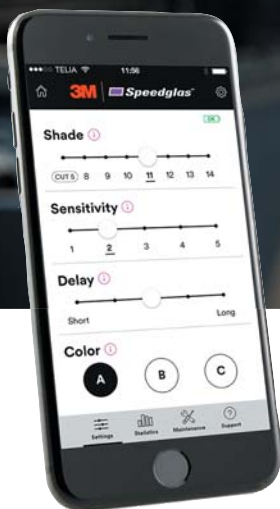 TELIA 11:56
3M Speedglas™
OK
Shade i
CUT 5 8 9 10 11 12 13 14
Sensitivity i
1 2 3 4 5
Delay i
Short Long
Color i
A B C
Settings Statistics Maintenance Support